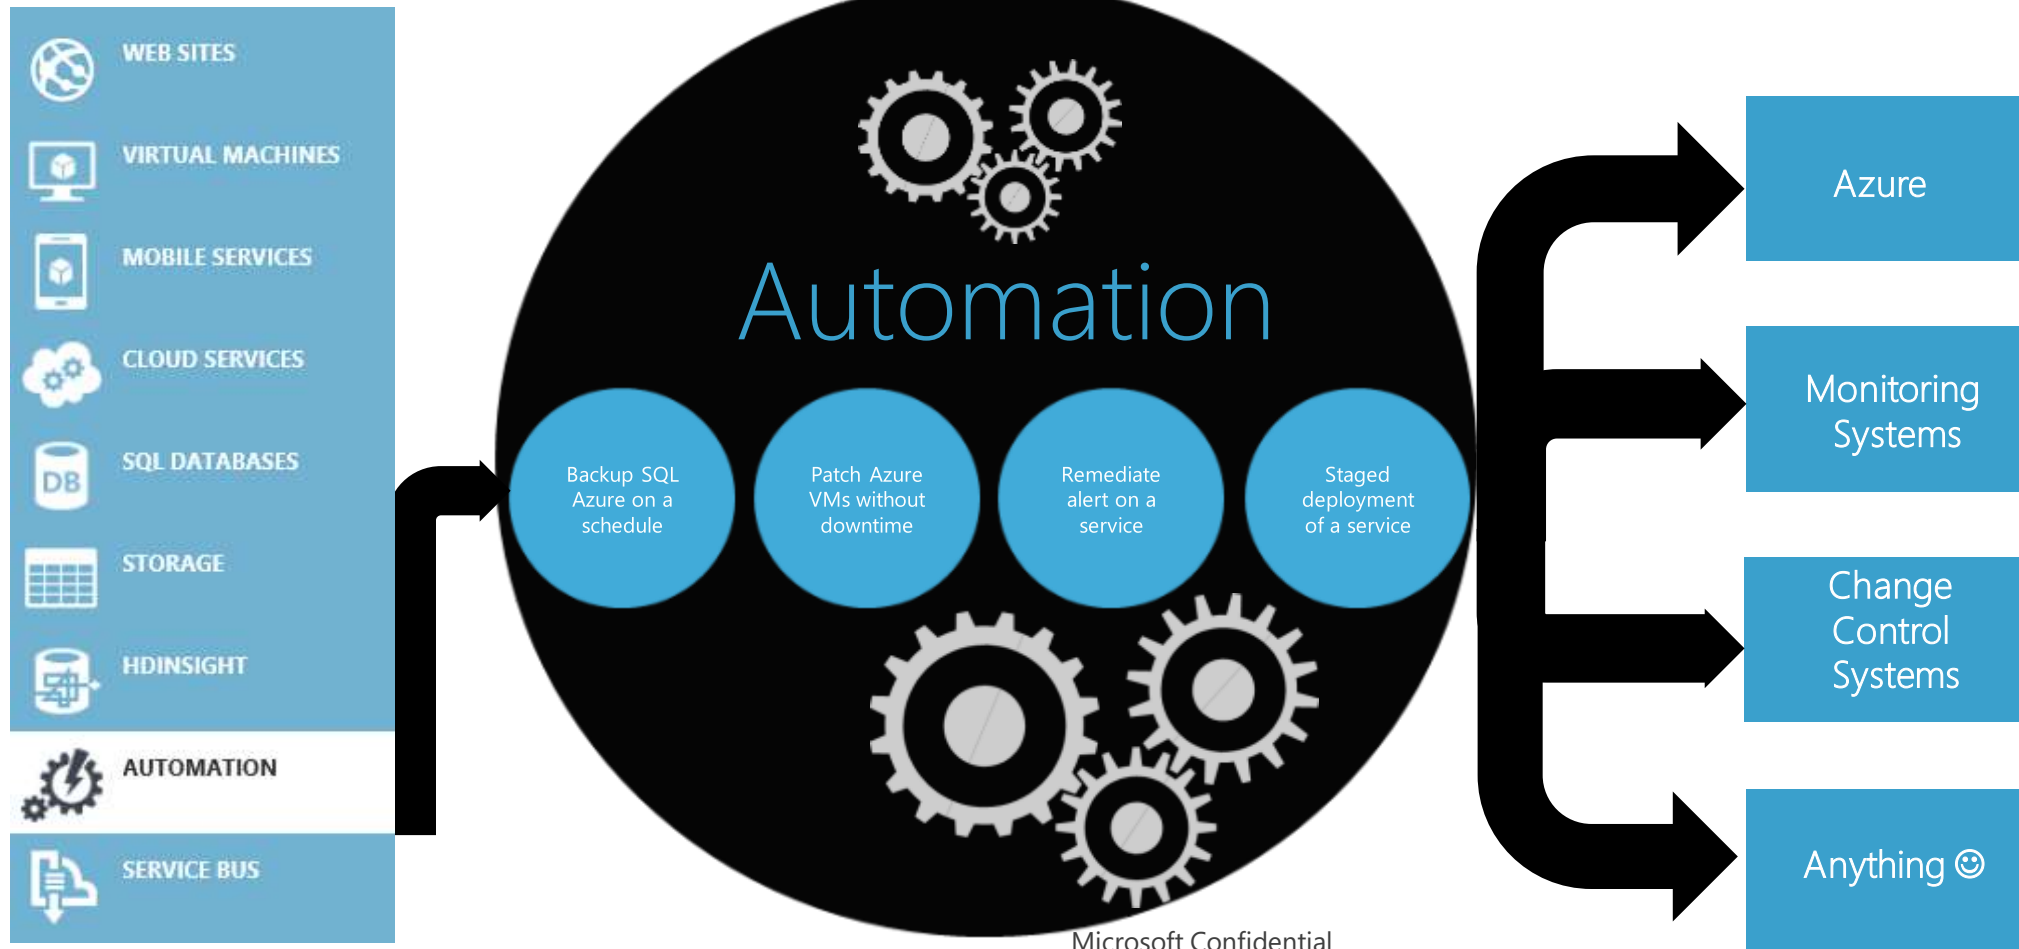 WEB SITES
VIRTUAL MACHINES
MOBILE SERVICES
CLOUD SERVICES
DB
SQL DATABASES
STORAGE
HDINSIGHT
AUTOMATION
SERVICE BUS
Automation
Backup SQL
Azure on a
schedule
Patch Azure
VMs without
downtime
Remediate
alert on a
service
Staged
deployment
of a service
Azure
Monitoring
Systems
Change
Control
Systems
Anything ☺
Microsoft Confidential